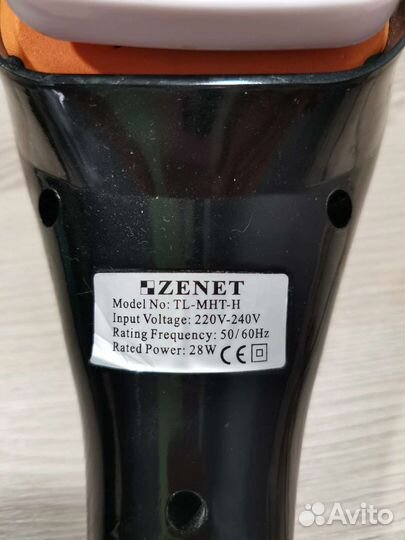 ZENET
Model No: TL-MHT-H
Input Voltage: 220V-240V
Rating Frequency: 50/60Hz
Rated Power: 28W CE
Avito